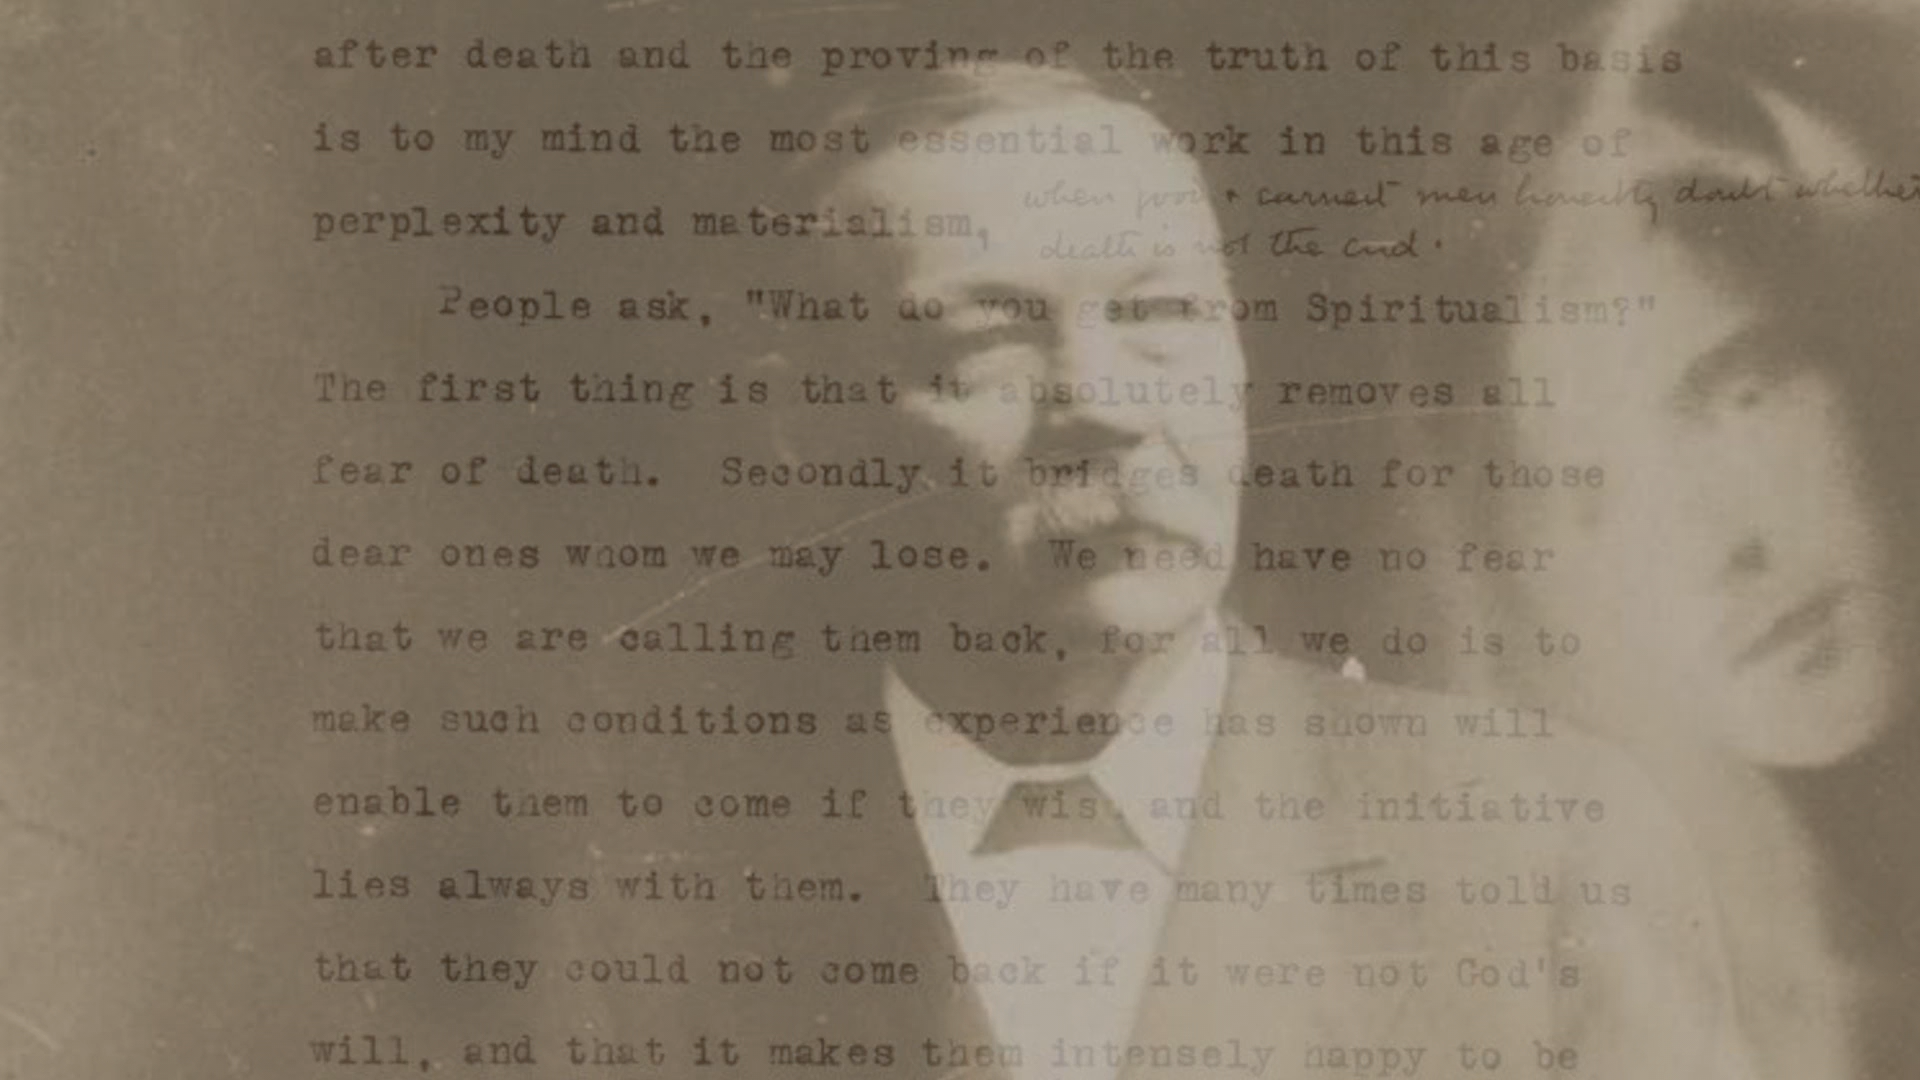 after death and the proving of the truth of this basis
is to my mind the most essential work in this age of
when poor & earnest men honestly doubt whether
perplexity and materialism,
death is not the end.
People ask, "What do you get from Spiritualism?"
The first thing is that it absolutely removes all
fear of death. Secondly it bridges death for those
dear ones whom we may lose. We need have no fear
that we are calling them back, for all we do is to
make such conditions as experience has shown will
enable them to come if they wish, and the initiative
lies always with them. They have many times told us
that they could not come back if it were not God's
will, and that it makes them intensely happy to be